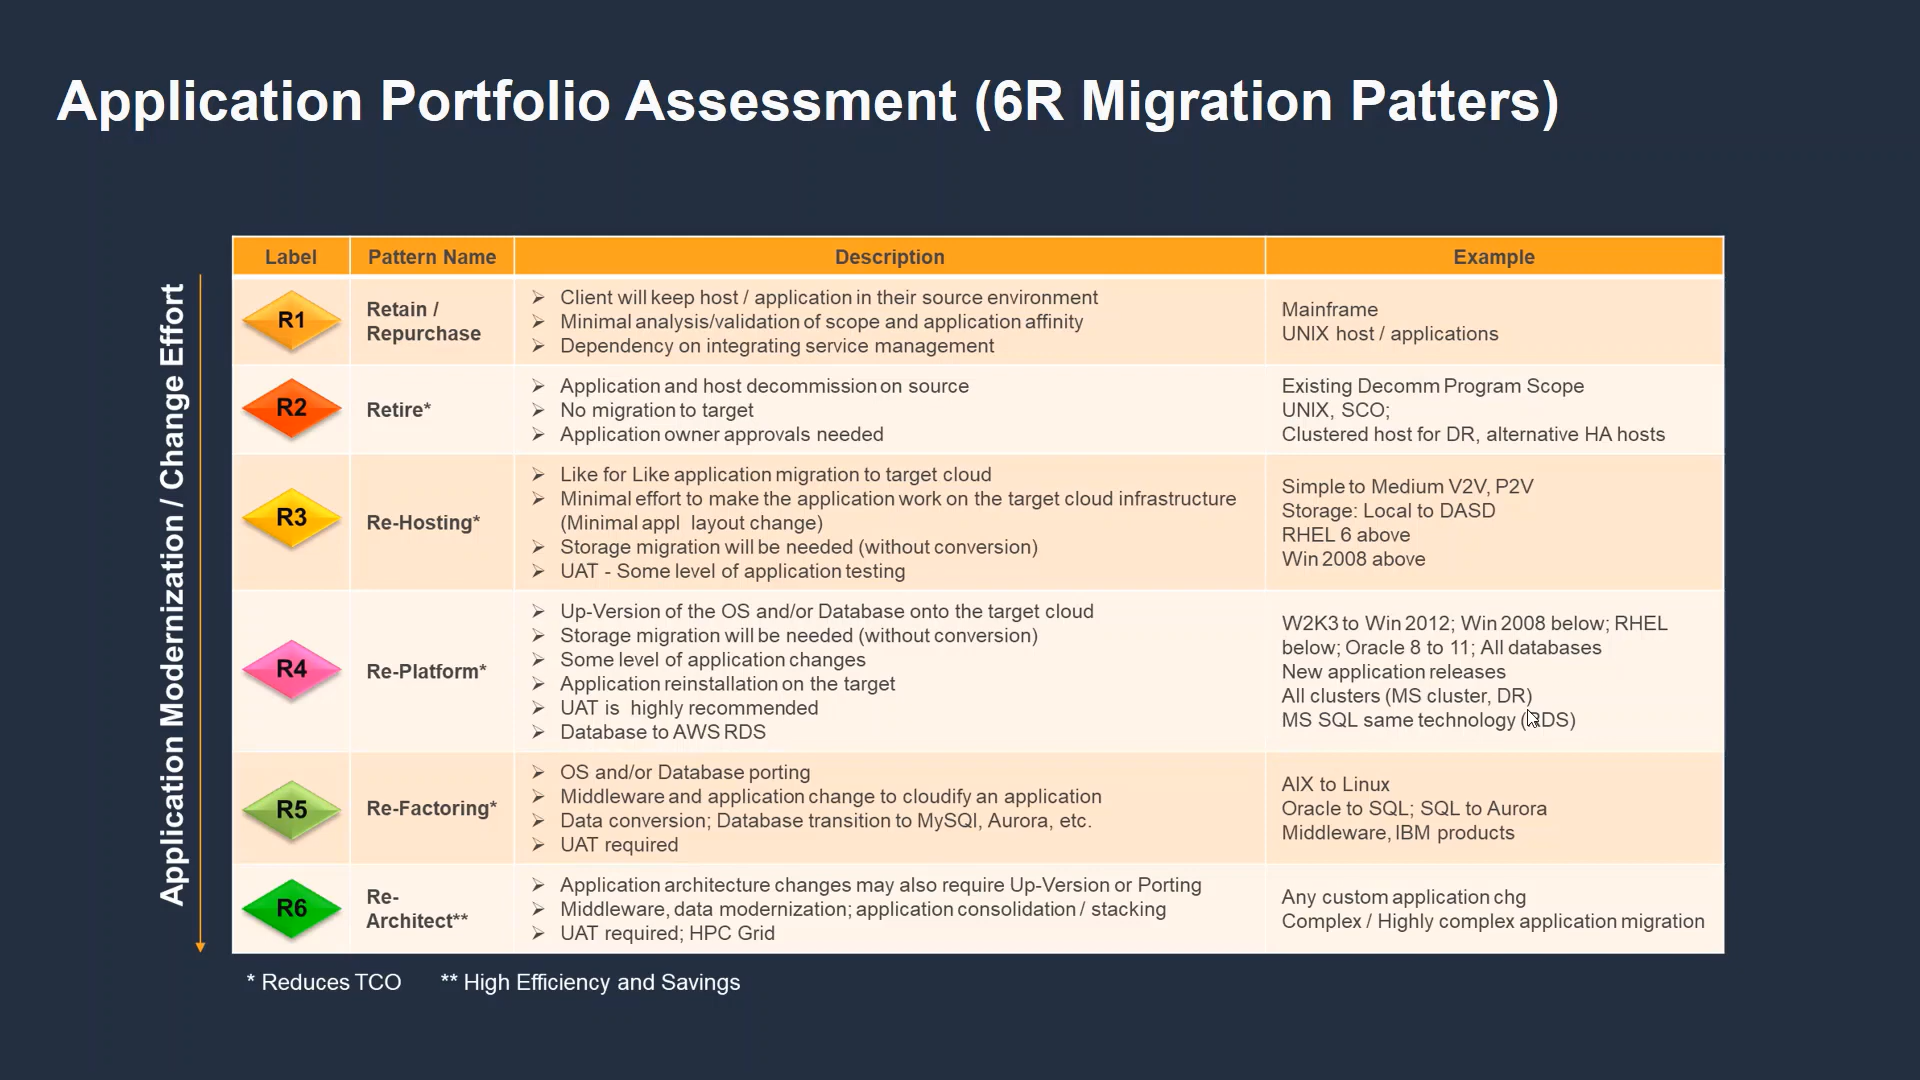 Application Portfolio Assessment (6R Migration Patters)
Application Modernization / Change Effort
Label Pattern Name Description Example
R1
Retain /
Repurchase
➢ Client will keep host / application in their source environment
➢ Minimal analysis/validation of scope and application affinity
➢ Dependency on integrating service management
Mainframe
UNIX host / applications
R2
Retire*
➢ Application and host decommission on source
➢ No migration to target
➢ Application owner approvals needed
Existing Decomm Program Scope
UNIX, SCO;
Clustered host for DR, alternative HA hosts
R3
Re-Hosting*
➢ Like for Like application migration to target cloud
➢ Minimal effort to make the application work on the target cloud infrastructure
(Minimal appl layout change)
➢ Storage migration will be needed (without conversion)
➢ UAT - Some level of application testing
Simple to Medium V2V, P2V
Storage: Local to DASD
RHEL 6 above
Win 2008 above
R4
Re-Platform*
➢ Up-Version of the OS and/or Database onto the target cloud
➢ Storage migration will be needed (without conversion)
➢ Some level of application changes
➢ Application reinstallation on the target
➢ UAT is highly recommended
➢ Database to AWS RDS
W2K3 to Win 2012; Win 2008 below; RHEL
below; Oracle 8 to 11; All databases
New application releases
All clusters (MS cluster, DR)
MS SQL same technology (RDS)
R5
Re-Factoring*
➢ OS and/or Database porting
➢ Middleware and application change to cloudify an application
➢ Data conversion; Database transition to MySQl, Aurora, etc.
➢ UAT required
AIX to Linux
Oracle to SQL; SQL to Aurora
Middleware, IBM products
R6
Re-
Architect**
➢ Application architecture changes may also require Up-Version or Porting
➢ Middleware, data modernization; application consolidation / stacking
➢ UAT required; HPC Grid
Any custom application chg
Complex / Highly complex application migration
* Reduces TCO ** High Efficiency and Savings